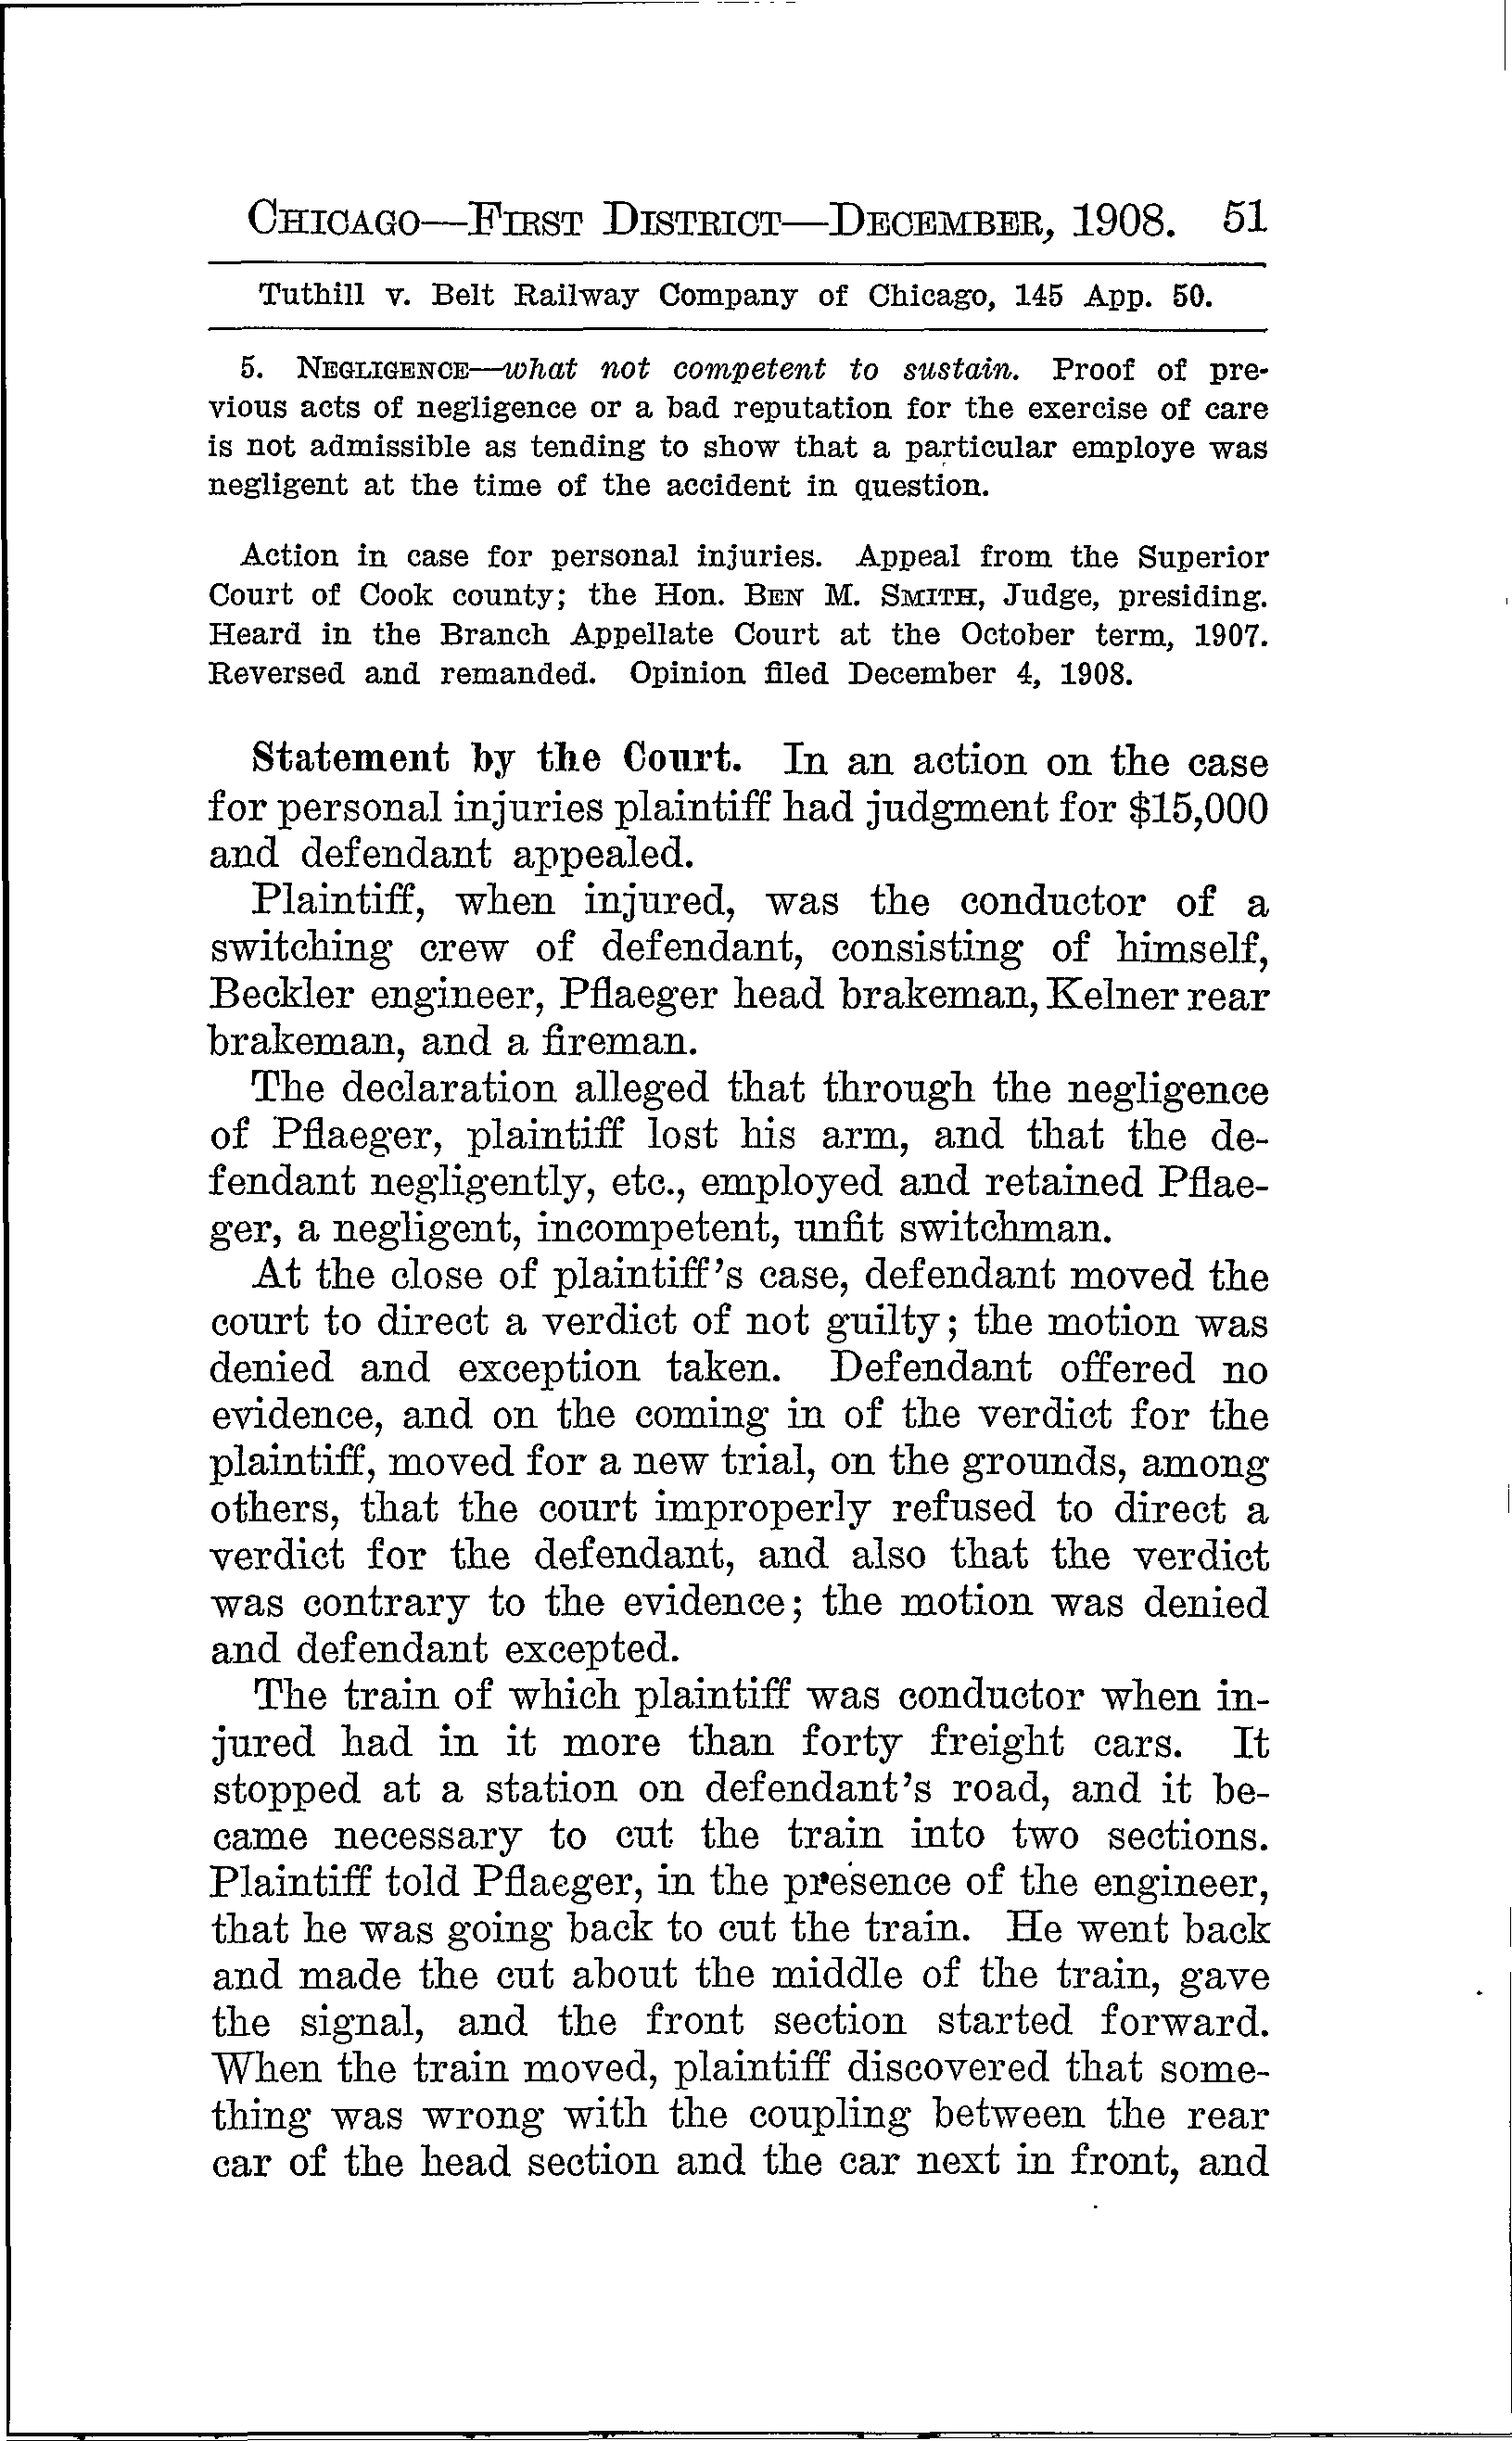 CHICAGO—FIRST DISTRICT—DECEMBER, 1908. 51
Tuthill v. Belt Railway Company of Chicago, 145 App. 50.
5. NEGLIGENCE—what not competent to sustain. Proof of pre-
vious acts of negligence or a bad reputation for the exercise of care
is not admissible as tending to show that a particular employe was
negligent at the time of the accident in question.
Action in case for personal injuries. Appeal from the Superior
Court of Cook county; the Hon. BEN M. SMITH, Judge, presiding.
Heard in the Branch Appellate Court at the October term, 1907.
Reversed and remanded. Opinion filed December 4, 1908.
Statement by the Court. In an action on the case
for personal injuries plaintiff had judgment for $15,000
and defendant appealed.
Plaintiff, when injured, was the conductor of a
switching crew of defendant, consisting of himself,
Beckler engineer, Pflaeger head brakeman, Kelner rear
brakeman, and a fireman.
The declaration alleged that through the negligence
of Pflaeger, plaintiff lost his arm, and that the de-
fendant negligently, etc., employed and retained Pflae-
ger, a negligent, incompetent, unfit switchman.
At the close of plaintiff's case, defendant moved the
court to direct a verdict of not guilty; the motion was
denied and exception taken. Defendant offered no
evidence, and on the coming in of the verdict for the
plaintiff, moved for a new trial, on the grounds, among
others, that the court improperly refused to direct a
verdict for the defendant, and also that the verdict
was contrary to the evidence; the motion was denied
and defendant excepted.
The train of which plaintiff was conductor when in-
jured had in it more than forty freight cars. It
stopped at a station on defendant's road, and it be-
came necessary to cut the train into two sections.
Plaintiff told Pflaeger, in the presence of the engineer,
that he was going back to cut the train. He went back
and made the cut about the middle of the train, gave
the signal, and the front section started forward.
When the train moved, plaintiff discovered that some-
thing was wrong with the coupling between the rear
car of the head section and the car next in front, and